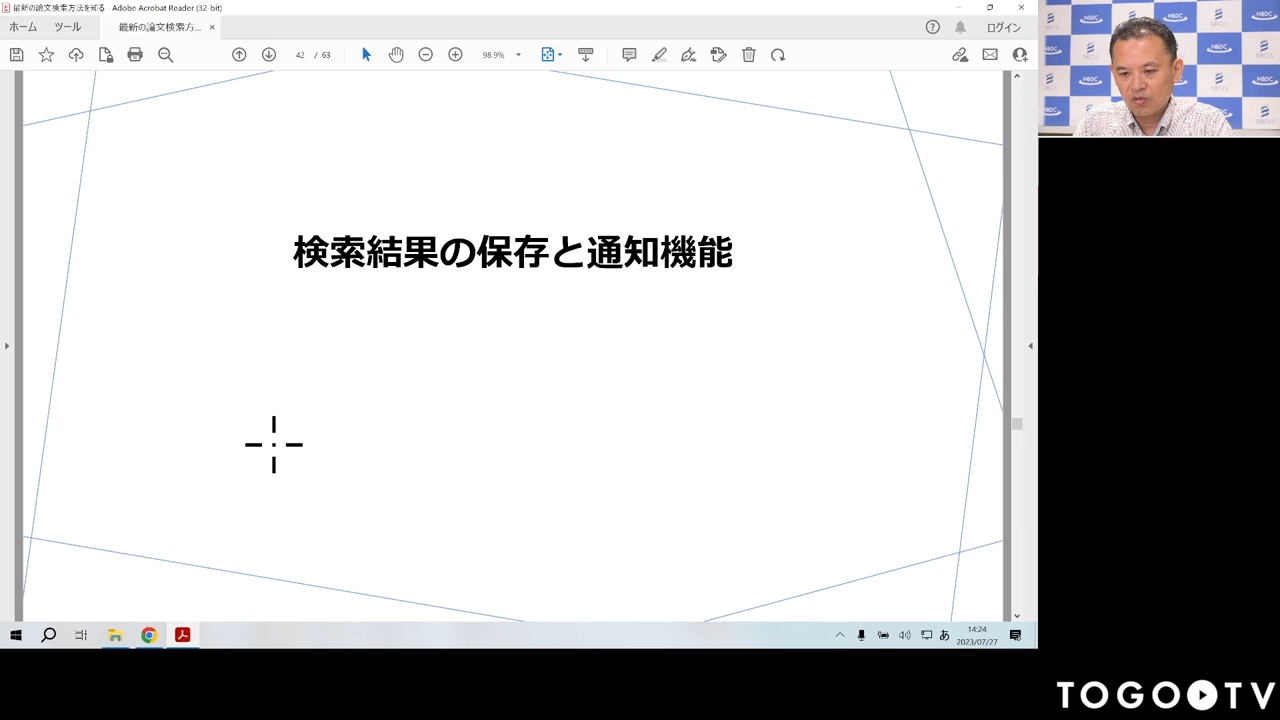 最新の論文検索方法を知る - Adobe Acrobat Reader (32-bit)
ホーム ツール 最新の論文検索方... × ログイン
42 / 63 98.9%
検索結果の保存と通知機能
あ
14:24
2023/07/27
NBDC
DBCLS
TOGO TV